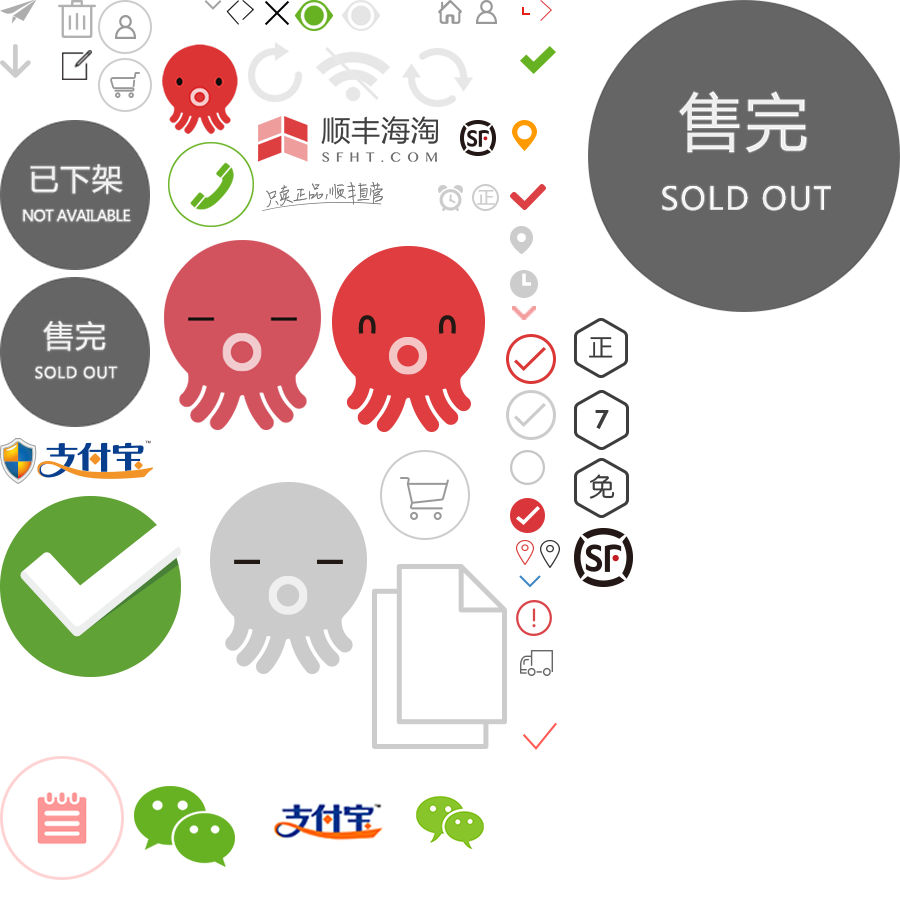 售完
SOLD OUT
顺丰海淘
SFHT.COM
SF
已下架
NOT AVAILABLE
只卖正品,顺丰直营
正
售完
SOLD OUT
正
7
免
支付宝™
SF
支付宝™